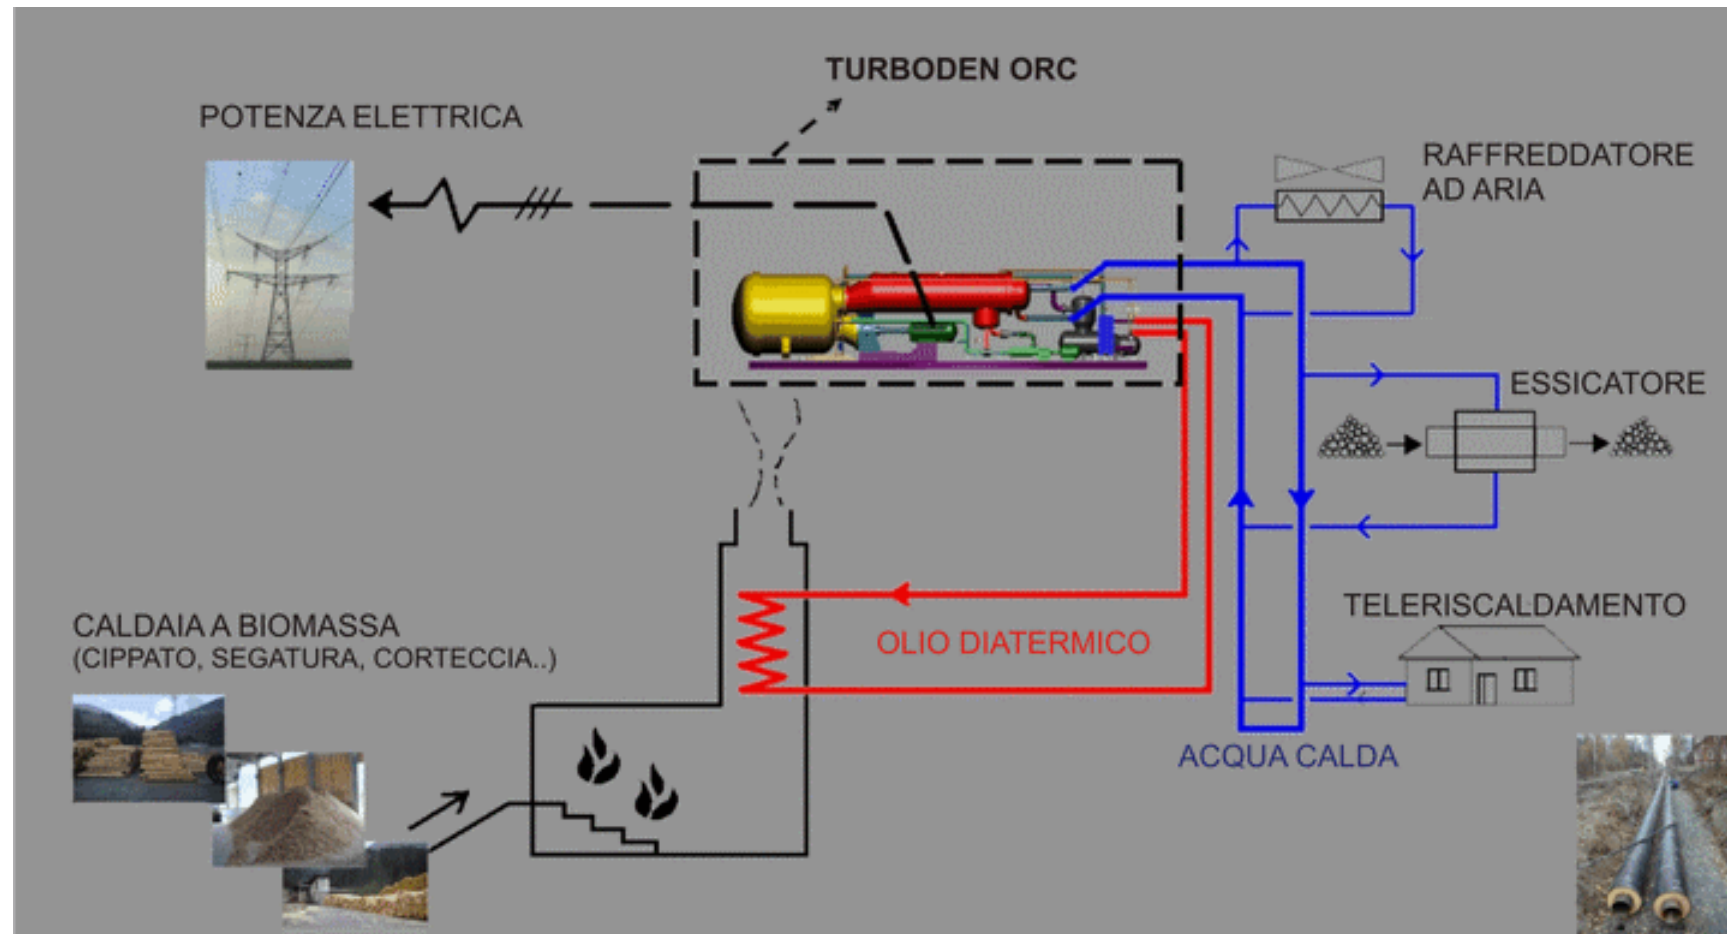 TURBODEN ORC
POTENZA ELETTRICA
RAFFREDDATORE
AD ARIA
ESSICATORE
TELERISCALDAMENTO
CALDAIA A BIOMASSA
(CIPPATO, SEGATURA, CORTECCIA..)
OLIO DIATERMICO
ACQUA CALDA